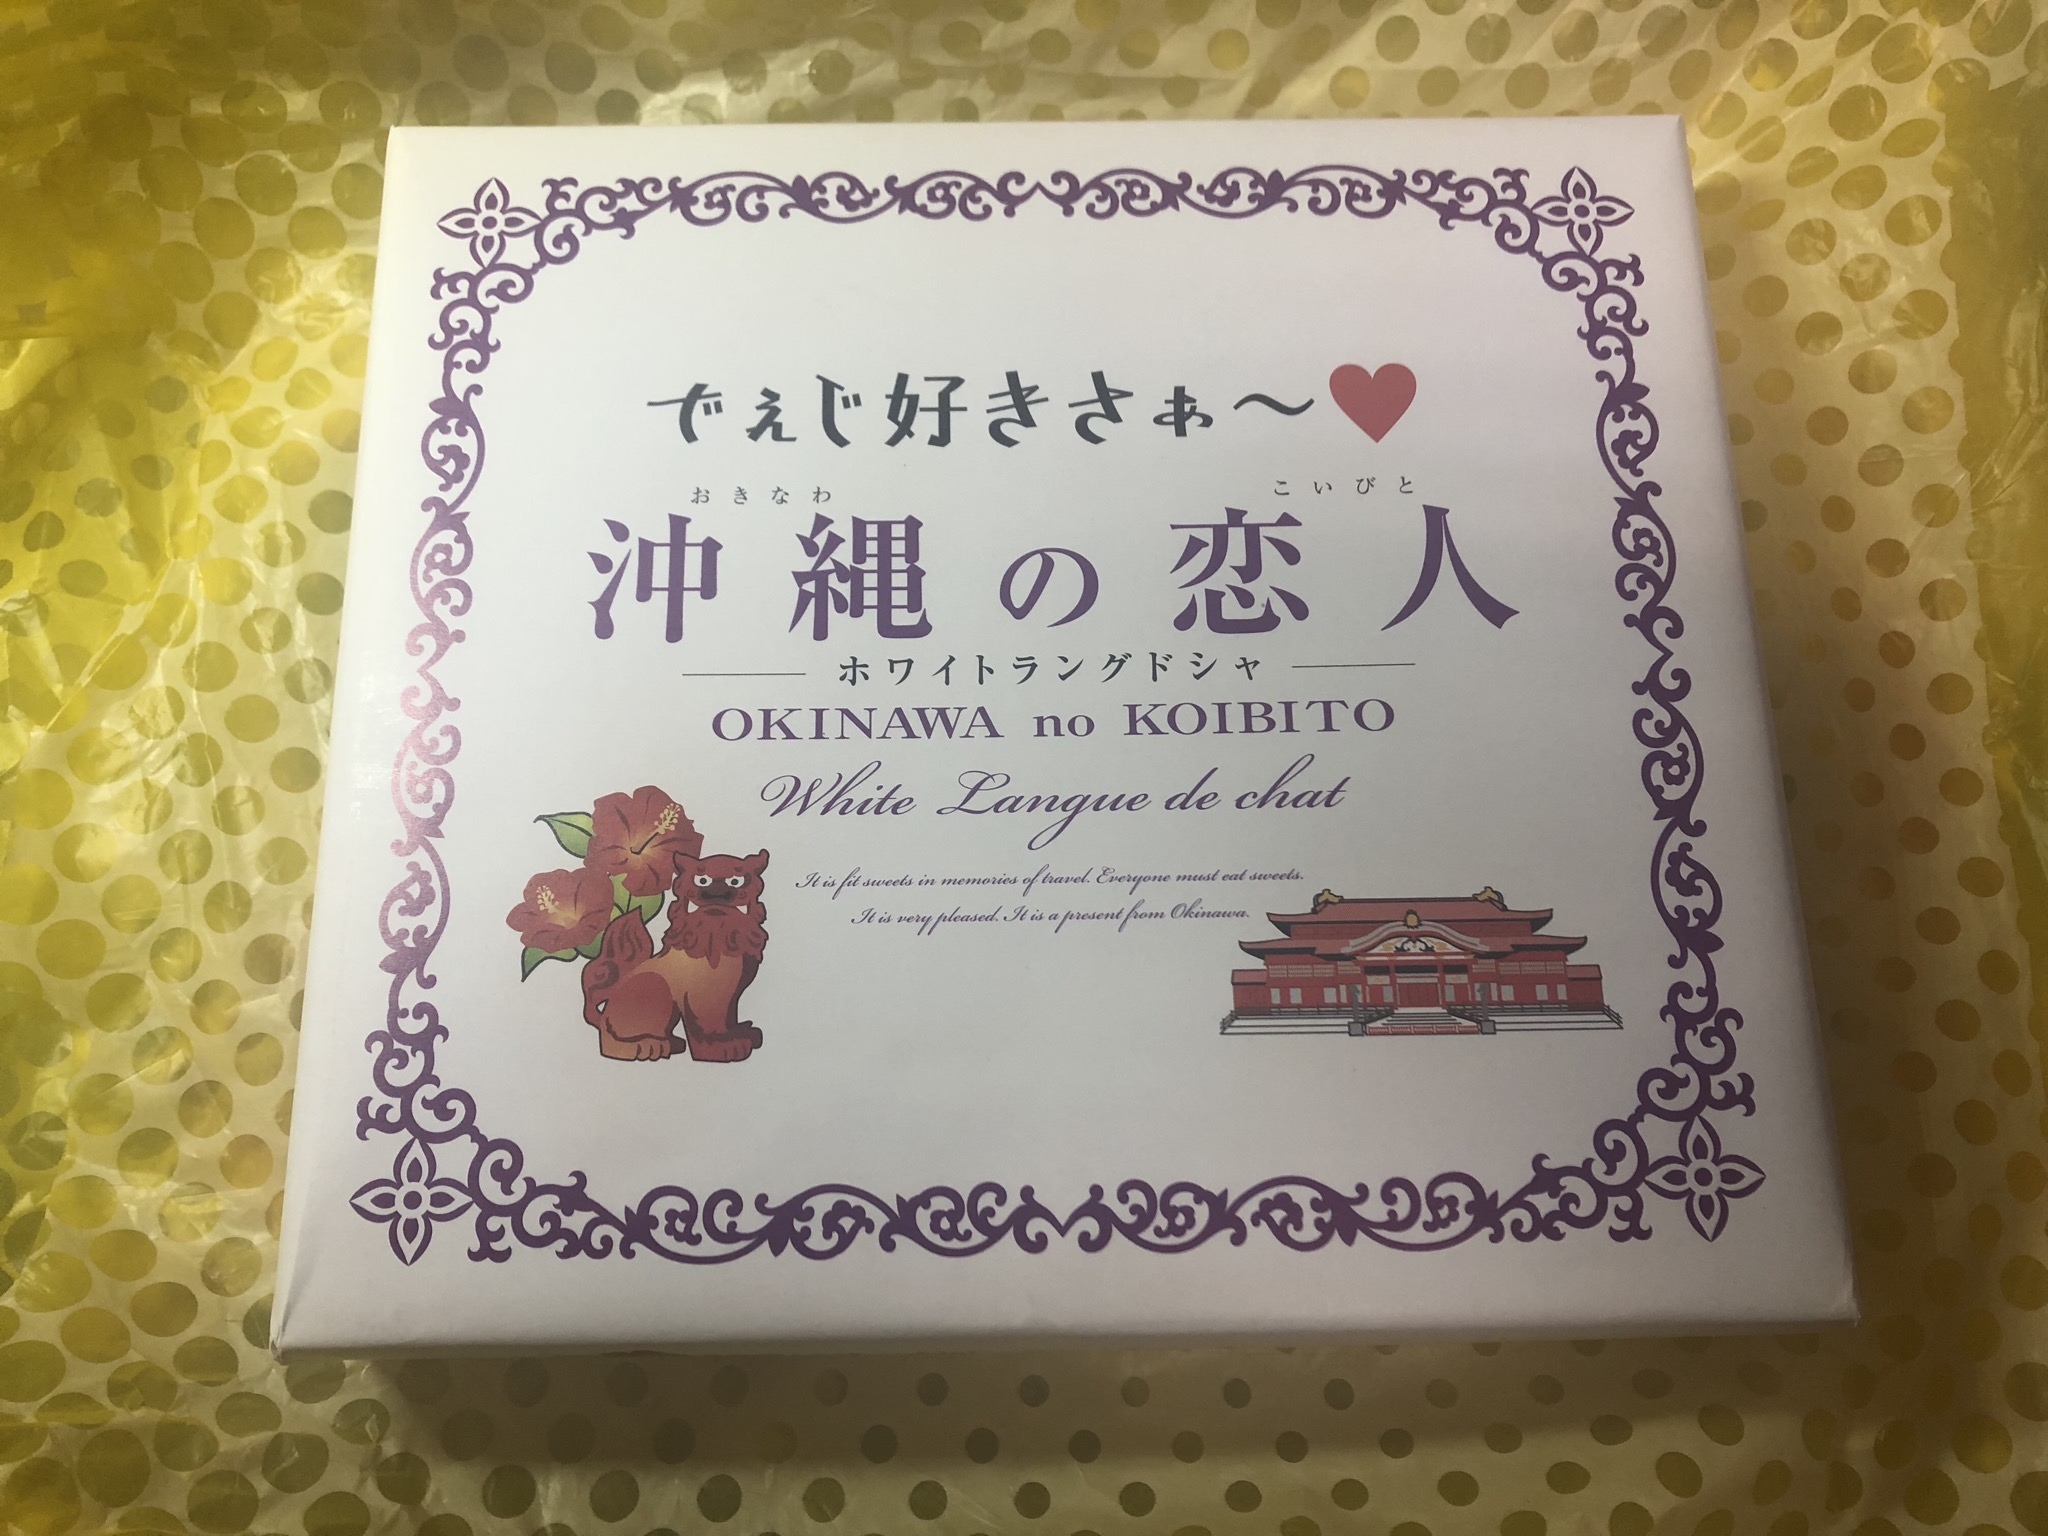 でぇじ好きさぁ〜♥
おきなわ こいびと
沖縄の恋人
ホワイトラングドシャ
OKINAWA no KOIBITO
White Langue de chat
It is fit sweets in memories of travel. Everyone must eat sweets.
It is very pleased. It is a present from Okinawa.